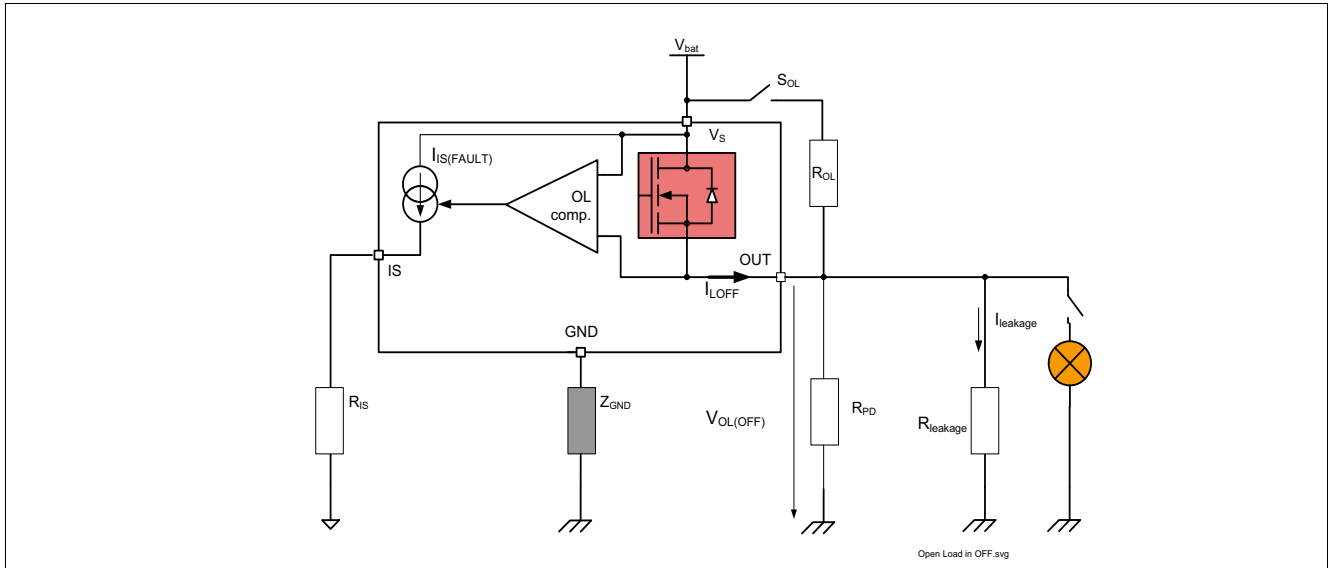 Vbat
SOL
VS
IIS(FAULT)
ROL
OL
comp.
OUT
IS
ILOFF
Ileakage
GND
RIS
ZGND
VOL(OFF)
RPD
Rleakage
Open Load in OFF.svg